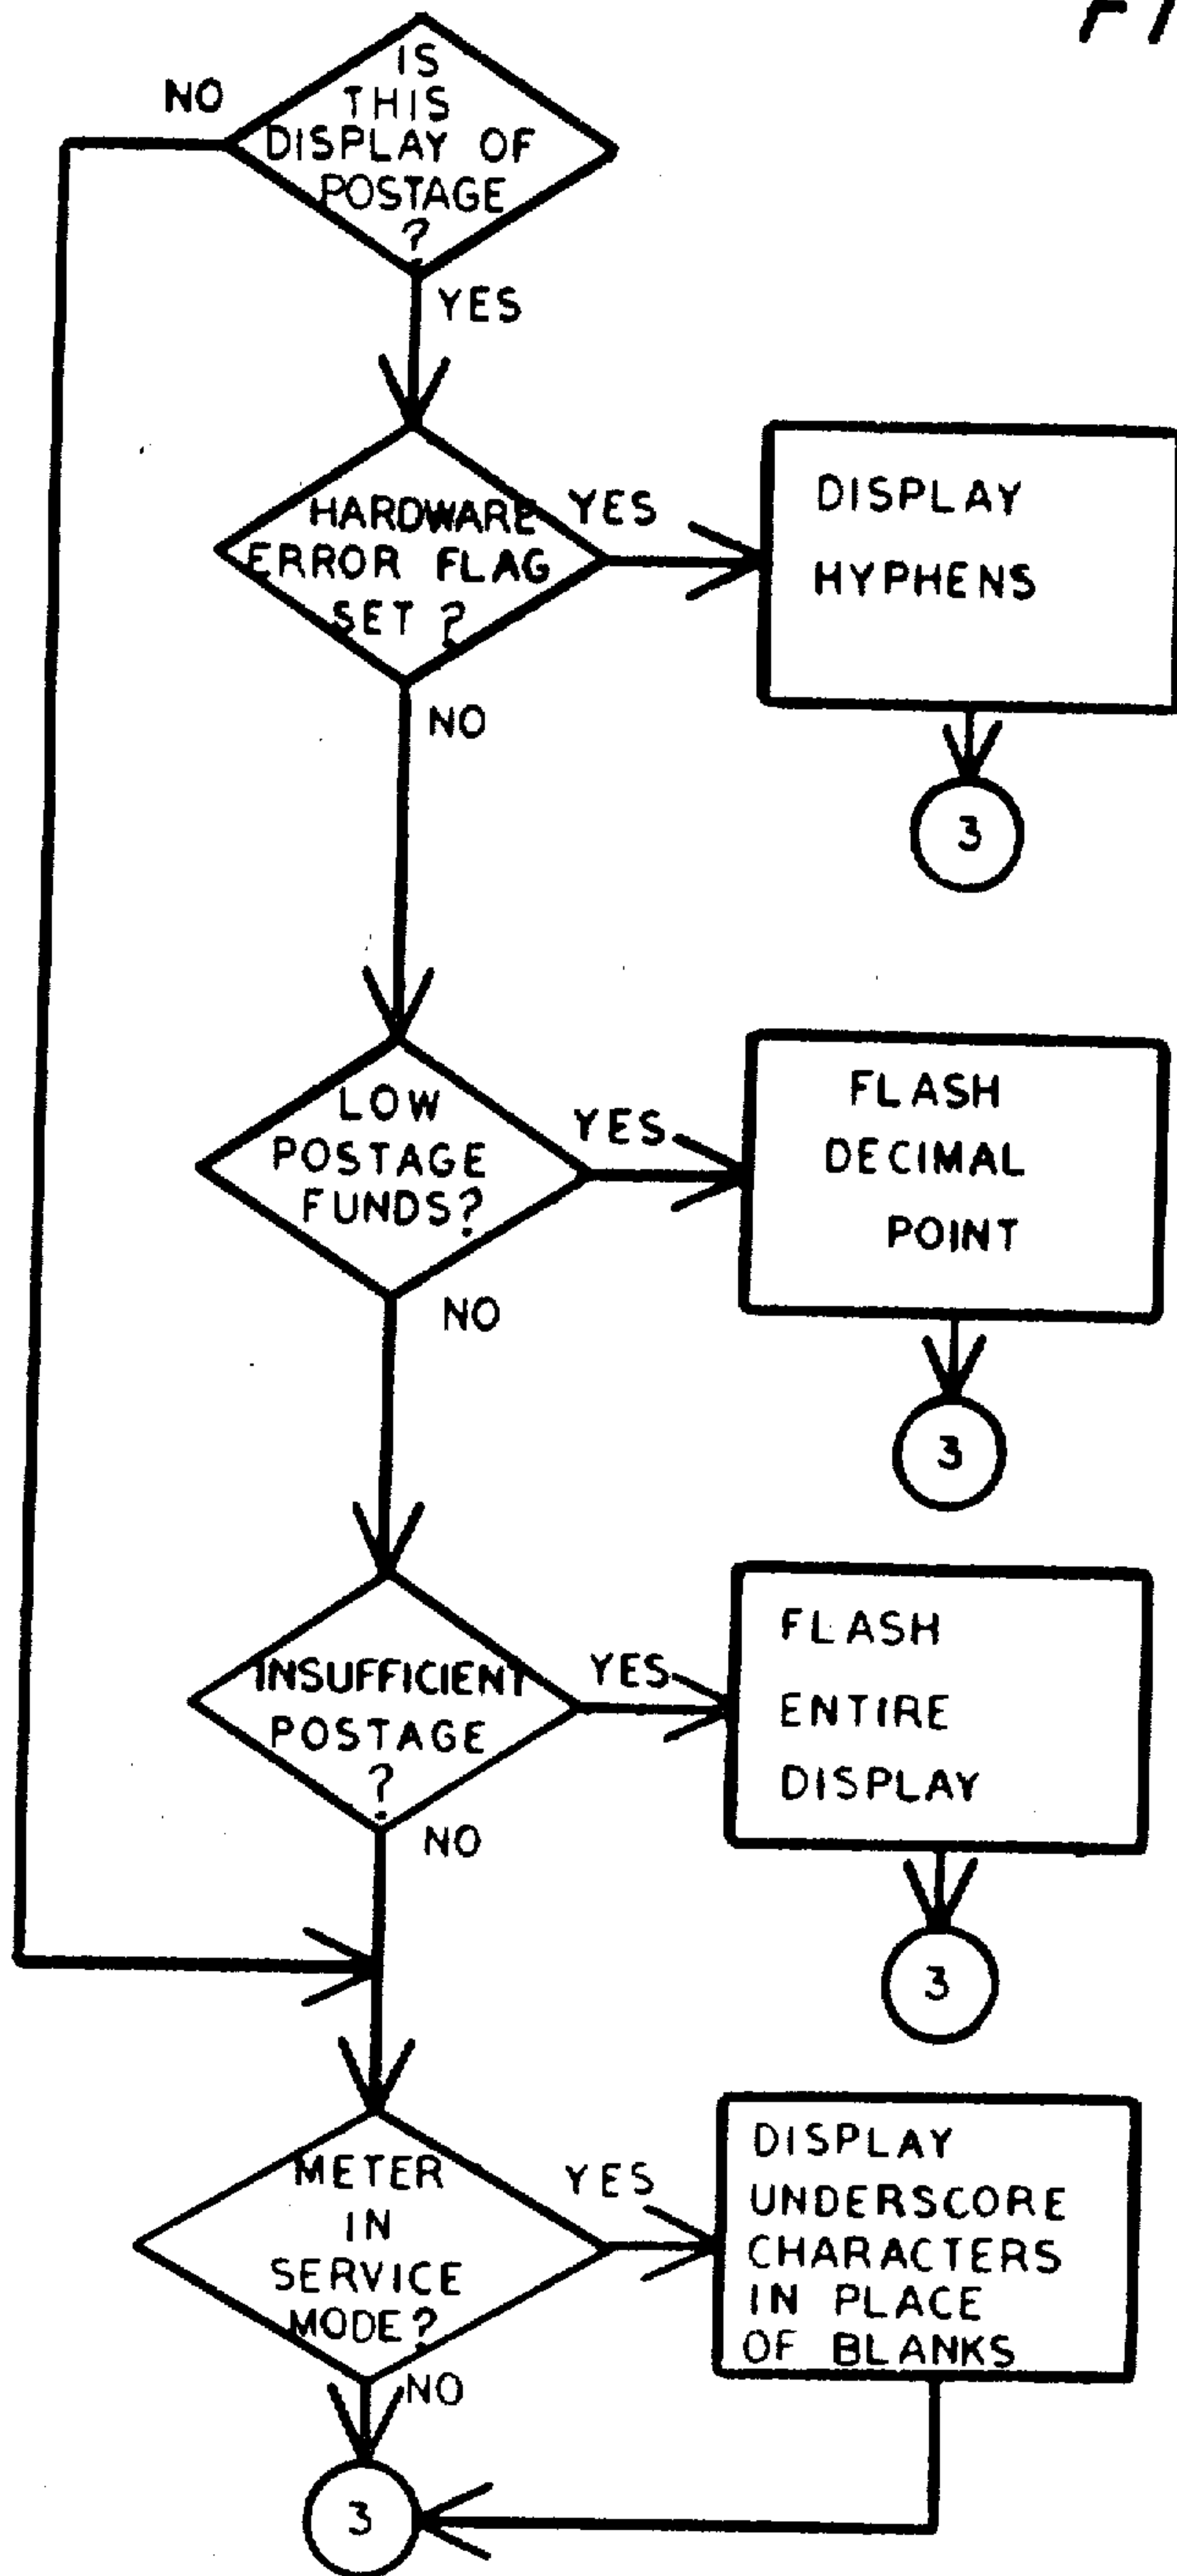 NO
IS
THIS
DISPLAY OF
POSTAGE
?
YES
HARDWARE
ERROR FLAG
SET ?
YES
DISPLAY
HYPHENS
3
NO
LOW
POSTAGE
FUNDS?
YES
FLASH
DECIMAL
POINT
3
NO
INSUFFICIENT
POSTAGE
?
YES
FLASH
ENTIRE
DISPLAY
3
NO
METER
IN
SERVICE
MODE?
YES
DISPLAY
UNDERSCORE
CHARACTERS
IN PLACE
OF BLANKS
NO
3